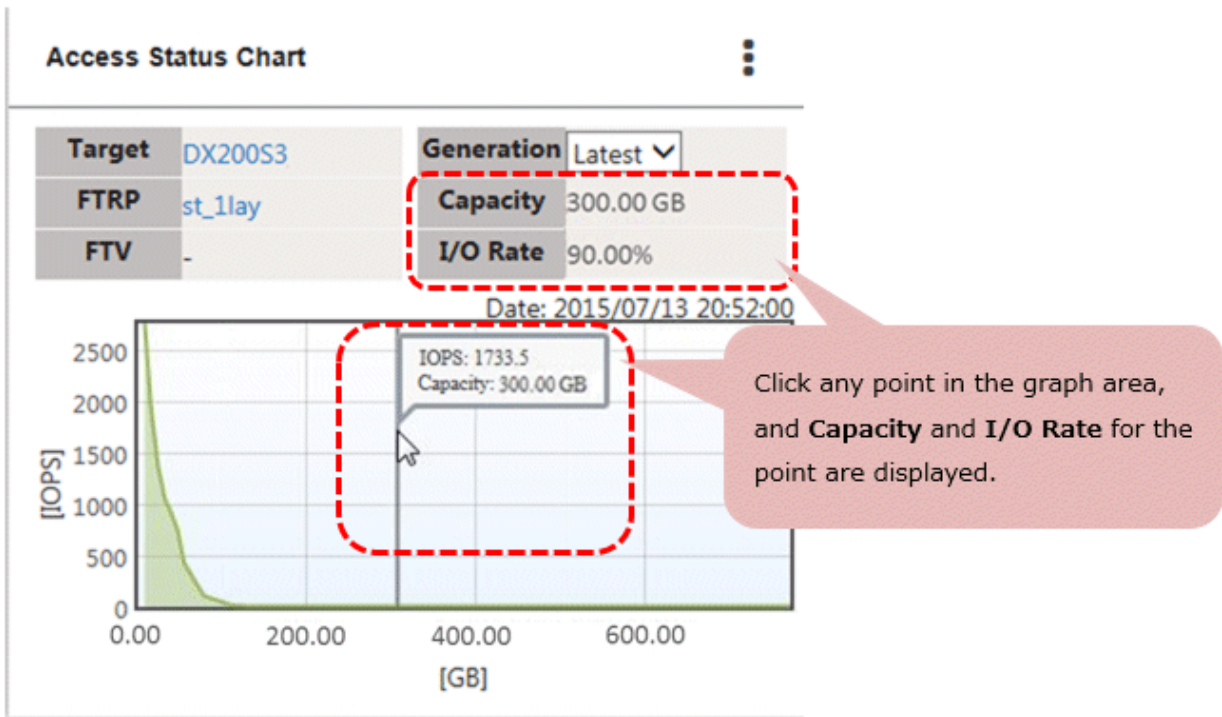 Access Status Chart
Target DX200S3 Generation Latest
FTRP st_1lay Capacity 300.00 GB
FTV - I/O Rate 90.00%
Date: 2015/07/13 20:52:00
IOPS: 1733.5
Capacity: 300.00 GB
Click any point in the graph area,
and Capacity and I/O Rate for the
point are displayed.
[IOPS]
2500
2000
1500
1000
500
0
0.00 200.00 400.00 600.00
[GB]